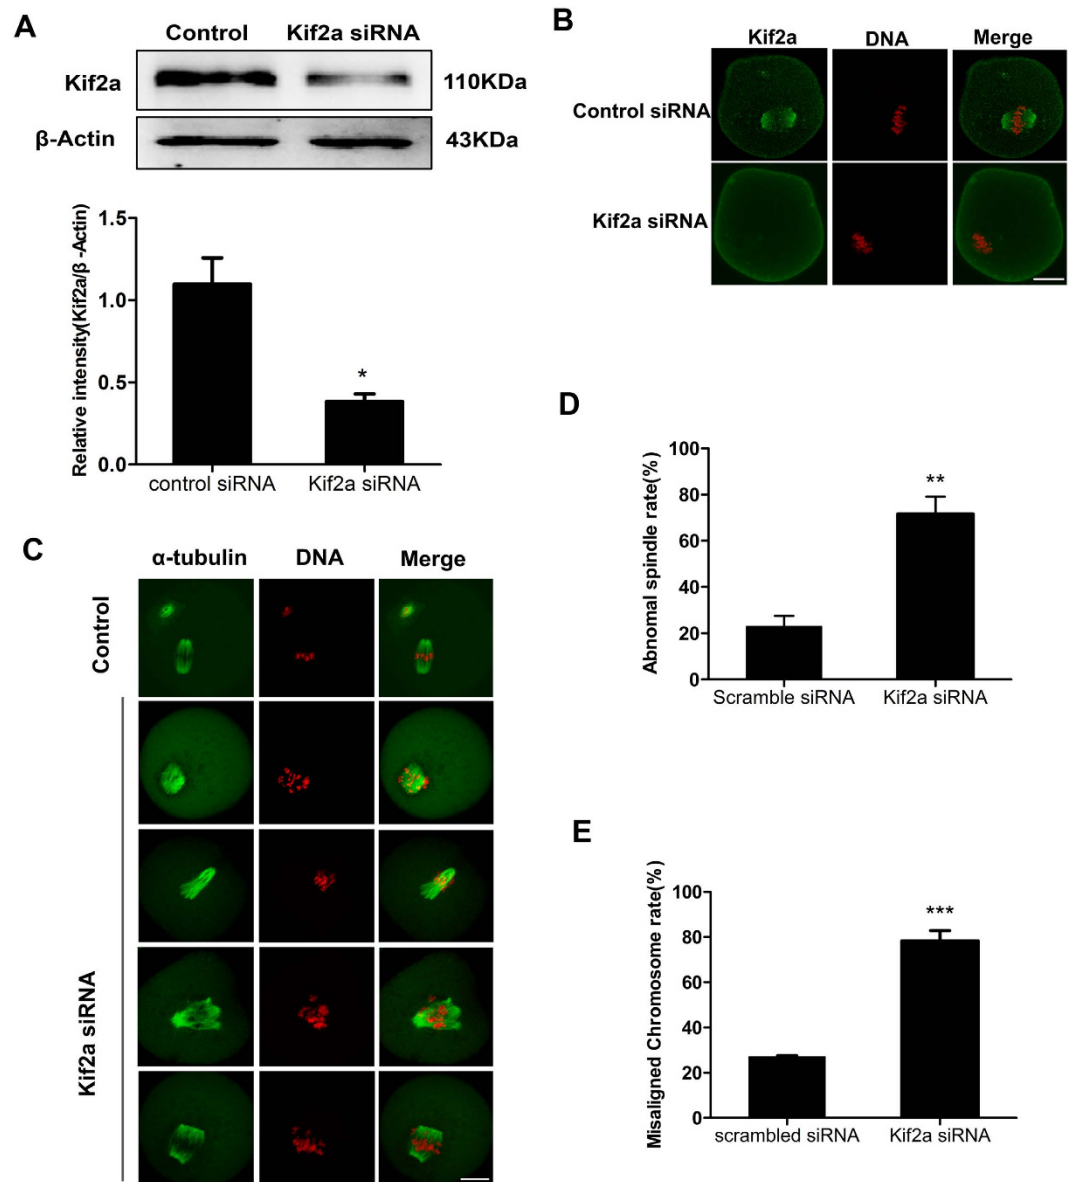 A
Control Kif2a siRNA
Kif2a 110KDa
β-Actin 43KDa
Relative intensity(Kif2a/β -Actin)
1.5
1.0
0.5
0.0
*
control siRNA Kif2a siRNA
B
Kif2a DNA Merge
Control siRNA
Kif2a siRNA
C
α-tubulin DNA Merge
Control
Kif2a siRNA
D
Abnomal spindle rate(%)
100
80
60
40
20
0
**
Scramble siRNA Kif2a siRNA
E
Misaligned Chromosome rate(%)
100
80
60
40
20
0
***
scrambled siRNA Kif2a siRNA